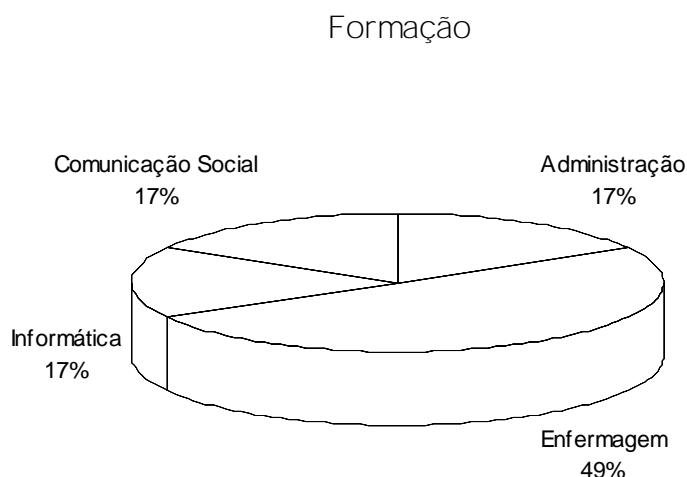 Formação
Comunicação Social
17%
Administração
17%
Informática
17%
Enfermagem
49%